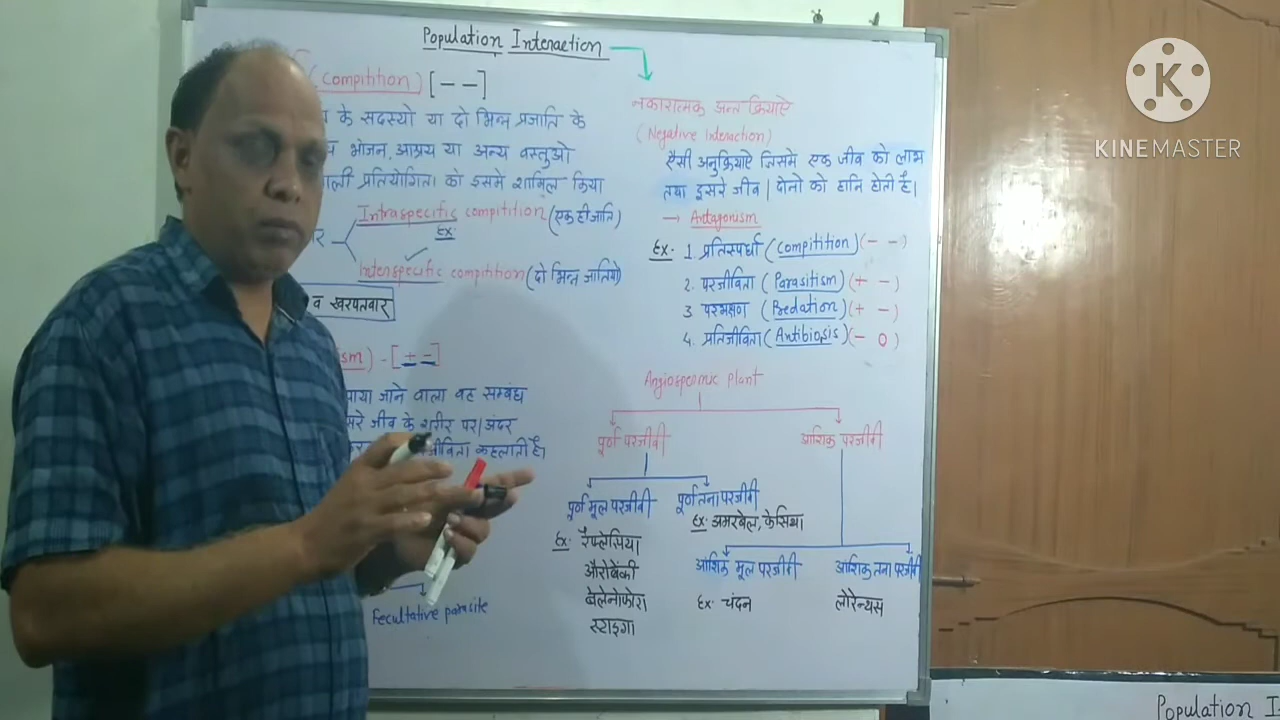 Population Interaction
(Compitition) [– –]
के सदस्यो या दो भिन्न प्रजाति के
भोजन, आश्रय या अन्य वस्तुओ
वाली प्रतियोगिता को इसमे शामिल किया
Intraspecific compitition (एक ही जाति)
Ex:
Interspecific compitition (दो भिन्न जातियो)
व खरपतवार
ism) - [+ –]
पाया जाने वाला वह सम्बंध
जीव के शरीर पर/अंदर
कहलाती है।
Fecultative parasite
नकारात्मक अन्त क्रियाऐ
(Negative Interaction)
ऐसी अनुक्रियाऐ जिसमे एक जीव को लाभ
तथा दूसरे जीव/दोनो को हानि होती है।
→ Antagonism
Ex. 1 प्रतिस्पर्धा (Compitition) (– –)
2. परजीविता (Parasitism) (+ –)
3 परभक्षण (Predation) (+ –)
4. प्रतिजीविता (Antibiosis) (– 0)
Angiospermic plant
पूर्ण परजीवी आंशिक परजीवी
पूर्ण मूल परजीवी पूर्ण तना परजीवी
Ex. अमरबेल, केसिथा
Ex: रैफ्लेसिया
औरोबैंकी
बेलेनोफोरा
स्ट्राइगा
आंशिक मूल परजीवी आंशिक तना परजीवी
Ex. चंदन लोरेन्थस
K
KINEMASTER
Population I